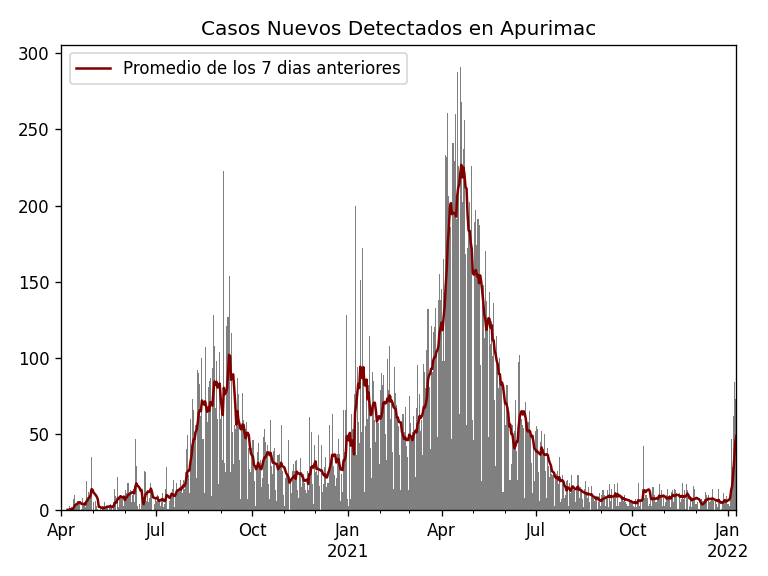 Casos Nuevos Detectados en Apurimac
Promedio de los 7 dias anteriores
300
250
200
150
100
50
0
Apr Jul Oct Jan Apr Jul Oct Jan
2021 2022